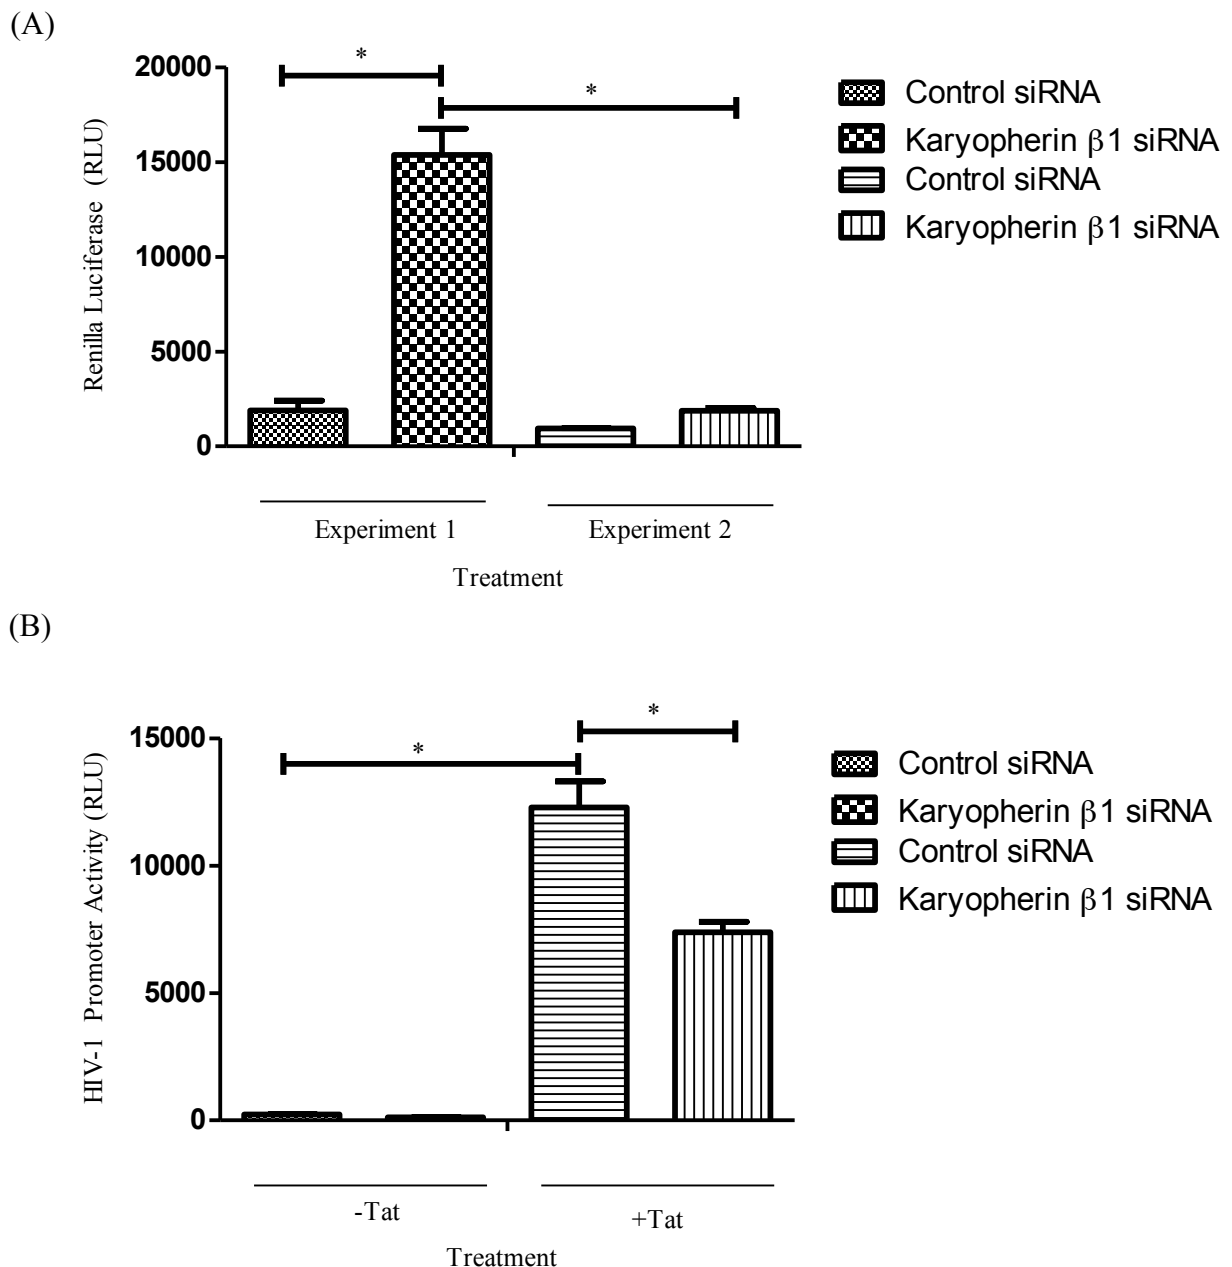 (A)
*
*
20000
15000
10000
5000
0
Renilla Luciferase (RLU)
Control siRNA
Karyopherin β1 siRNA
Control siRNA
Karyopherin β1 siRNA
Experiment 1
Experiment 2
Treatment
(B)
*
*
15000
10000
5000
0
HIV-1 Promoter Activity (RLU)
Control siRNA
Karyopherin β1 siRNA
Control siRNA
Karyopherin β1 siRNA
-Tat
+Tat
Treatment